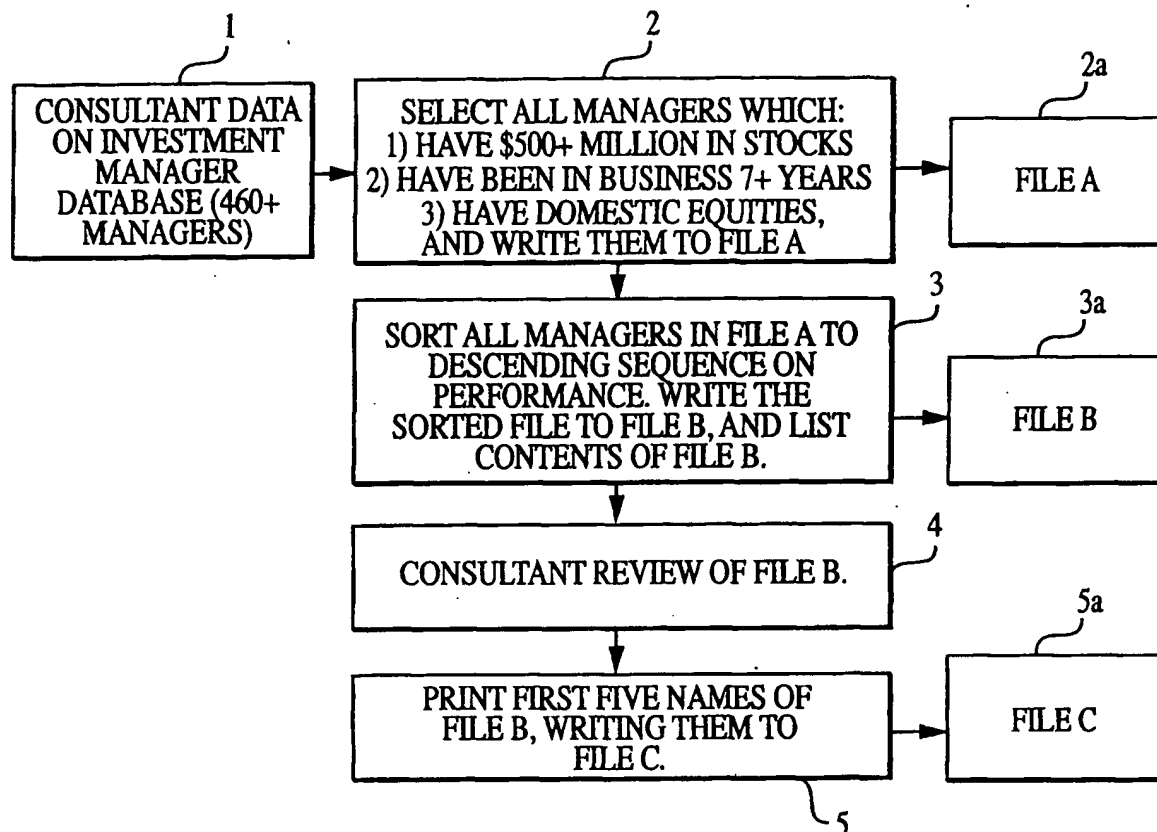 1
CONSULTANT DATA
ON INVESTMENT
MANAGER
DATABASE (460+
MANAGERS)
2
SELECT ALL MANAGERS WHICH:
1) HAVE $500+ MILLION IN STOCKS
2) HAVE BEEN IN BUSINESS 7+ YEARS
3) HAVE DOMESTIC EQUITIES,
AND WRITE THEM TO FILE A
2a
FILE A
3
SORT ALL MANAGERS IN FILE A TO
DESCENDING SEQUENCE ON
PERFORMANCE. WRITE THE
SORTED FILE TO FILE B, AND LIST
CONTENTS OF FILE B.
3a
FILE B
4
CONSULTANT REVIEW OF FILE B.
5a
PRINT FIRST FIVE NAMES OF
FILE B, WRITING THEM TO
FILE C.
FILE C
5